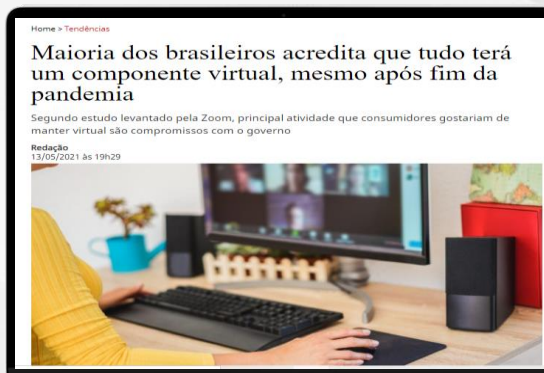 Home > Tendências
Maioria dos brasileiros acredita que tudo terá
um componente virtual, mesmo após fim da
pandemia
Segundo estudo levantado pela Zoom, principal atividade que consumidores gostariam de
manter virtual são compromissos com o governo
Redação
13/05/2021 às 19h29